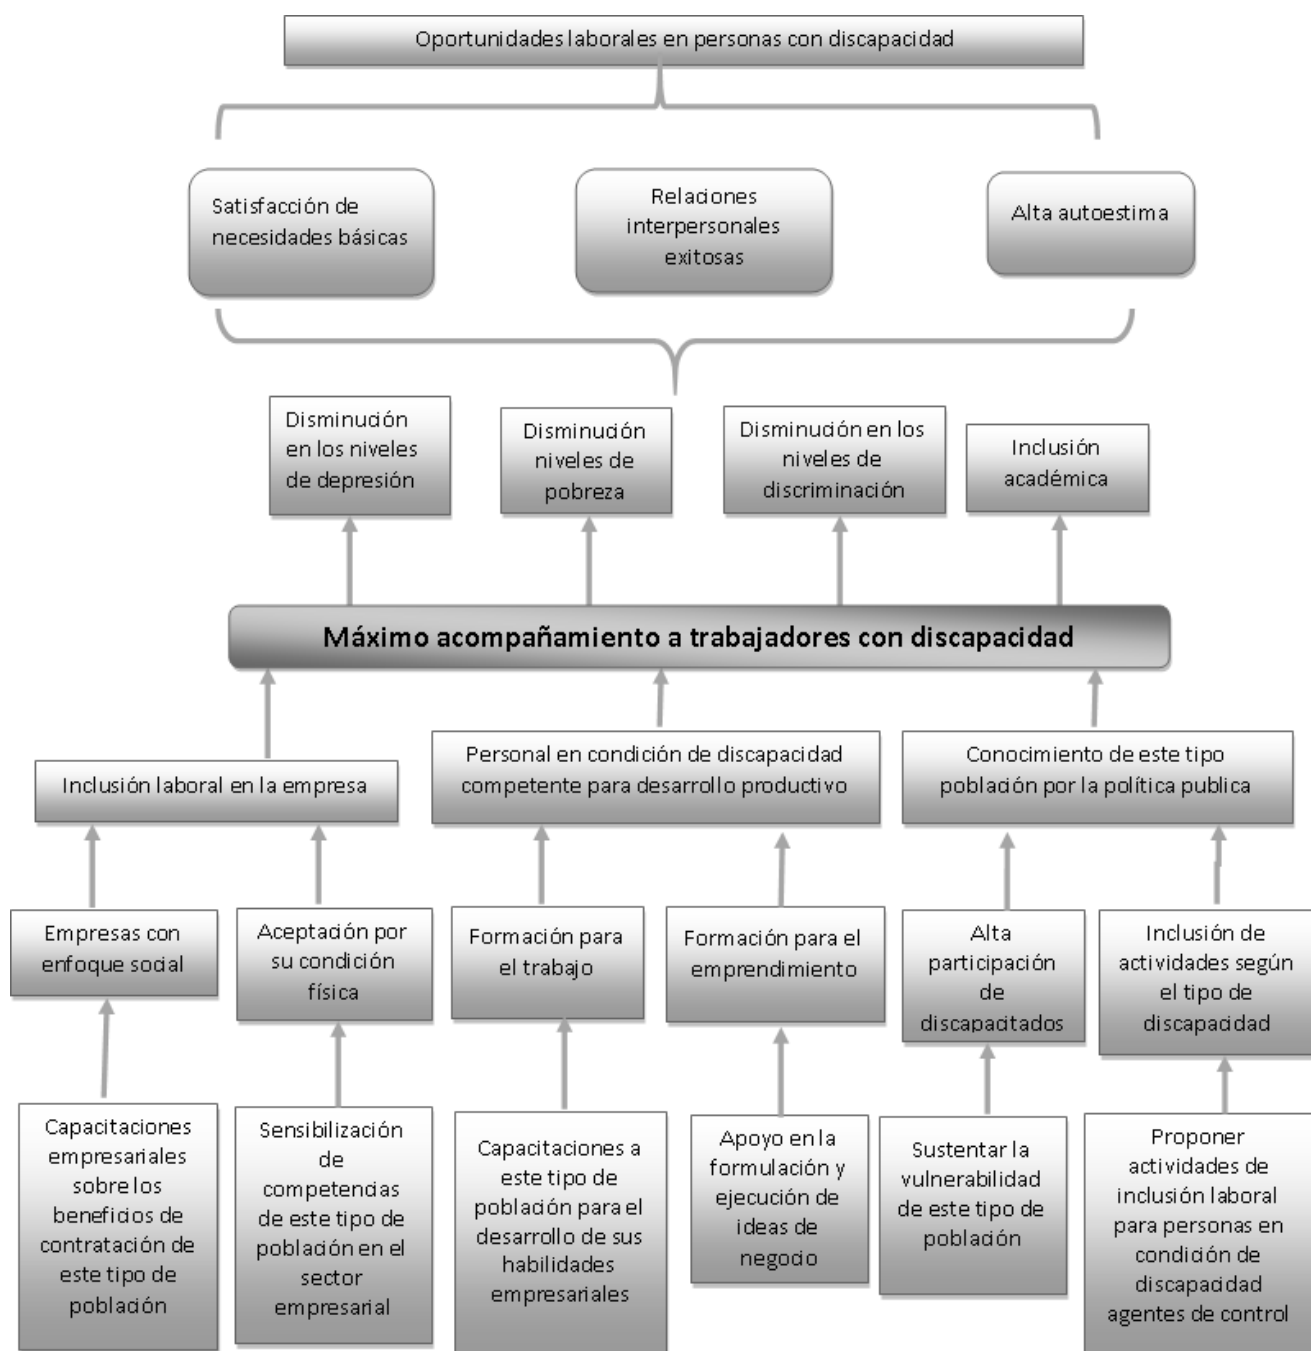 Oportunidades laborales en personas con discapacidad
Satisfacción de
necesidades básicas
Relaciones
interpersonales
exitosas
Alta autoestima
Disminución
en los niveles
de depresión
Disminución
niveles de
pobreza
Disminución en los
niveles de
discriminación
Inclusión
académica
Máximo acompañamiento a trabajadores con discapacidad
Inclusión laboral en la empresa
Personal en condición de discapacidad
competente para desarrollo productivo
Conocimiento de este tipo
población por la política publica
Empresas con
enfoque social
Aceptación por
su condición
física
Formación para
el trabajo
Formación para el
emprendimiento
Alta
participación
de
discapacitados
Inclusión de
actividades según
el tipo de
discapacidad
Capacitaciones
empresariales
sobre los
beneficios de
contratación de
este tipo de
población
Sensibilización
de
competencias
de este tipo de
población en el
sector
empresarial
Capacitaciones a
este tipo de
población para el
desarrollo de sus
habilidades
empresariales
Apoyo en la
formulación y
ejecución de
ideas de
negocio
Sustentar la
vulnerabilidad
de este tipo de
población
Proponer
actividades de
inclusión laboral
para personas en
condición de
discapacidad
agentes de control